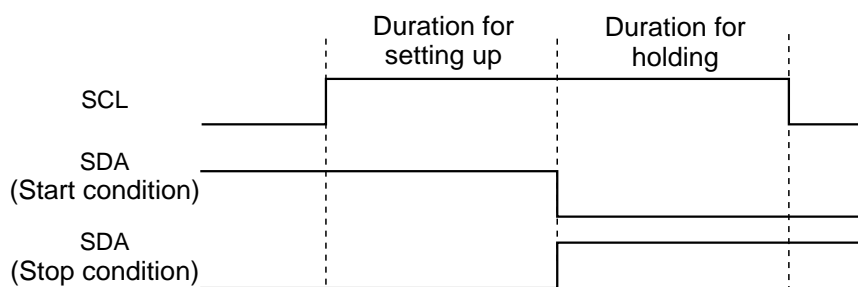 Duration for
setting up
Duration for
holding
SCL
SDA
(Start condition)
SDA
(Stop condition)